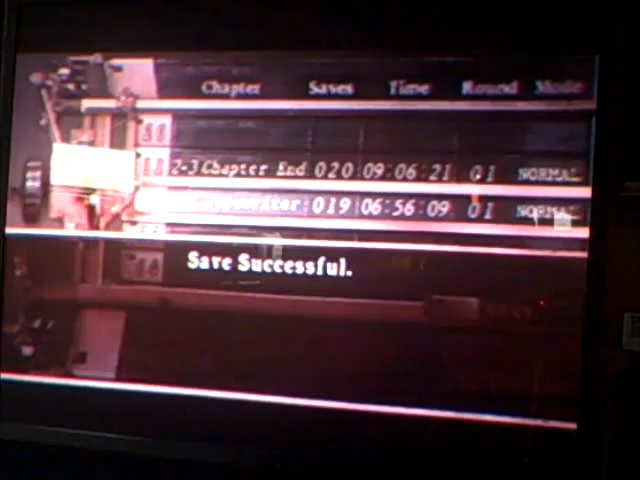 Chapter Saves Time Round Mode
2-3 Chapter End 020 09:06:21 01 NORMAL
Typewriter 019 06:56:09 01 NORMAL
Save Successful.